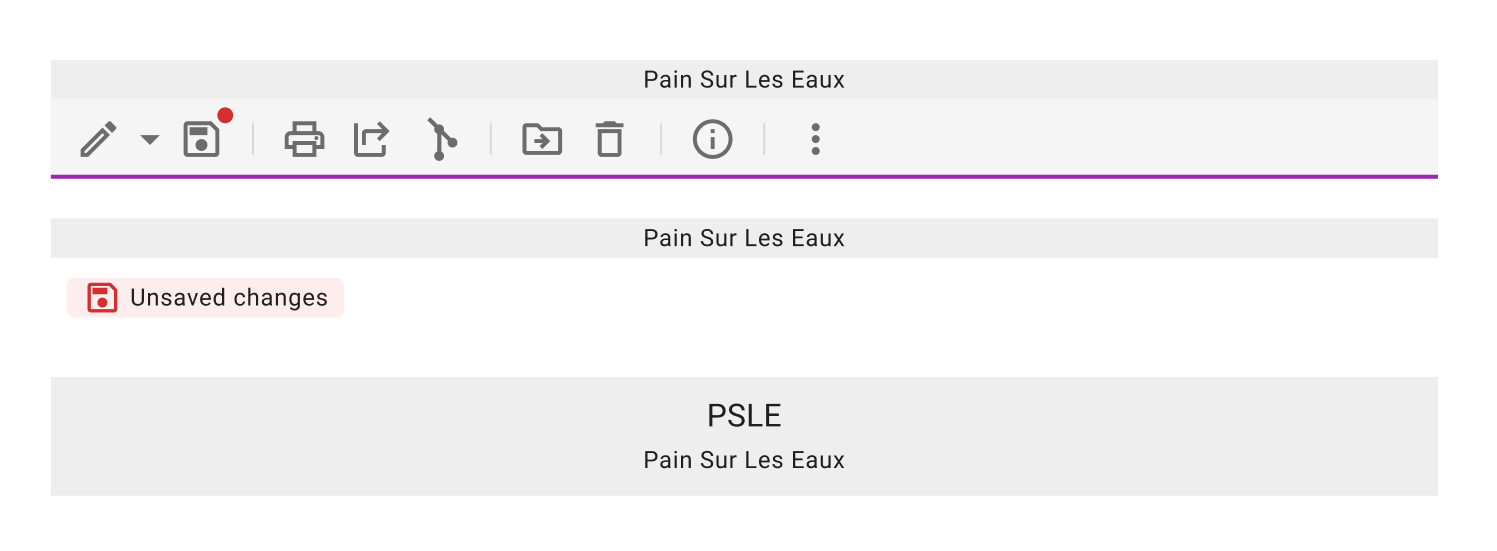 Pain Sur Les Eaux
Pain Sur Les Eaux
Unsaved changes
PSLE
Pain Sur Les Eaux